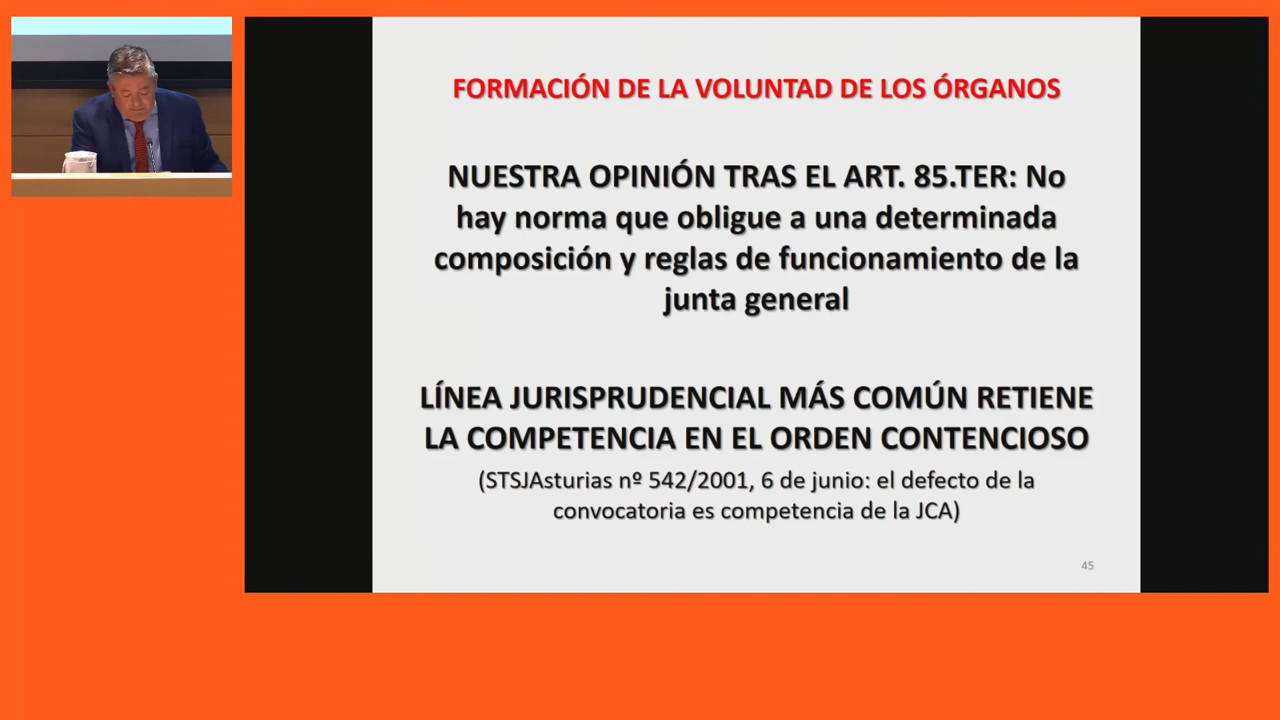 FORMACIÓN DE LA VOLUNTAD DE LOS ÓRGANOS
NUESTRA OPINIÓN TRAS EL ART. 85.TER: No
hay norma que obligue a una determinada
composición y reglas de funcionamiento de la
junta general
LÍNEA JURISPRUDENCIAL MÁS COMÚN RETIENE
LA COMPETENCIA EN EL ORDEN CONTENCIOSO
(STSJAsturias nº 542/2001, 6 de junio: el defecto de la
convocatoria es competencia de la JCA)
45